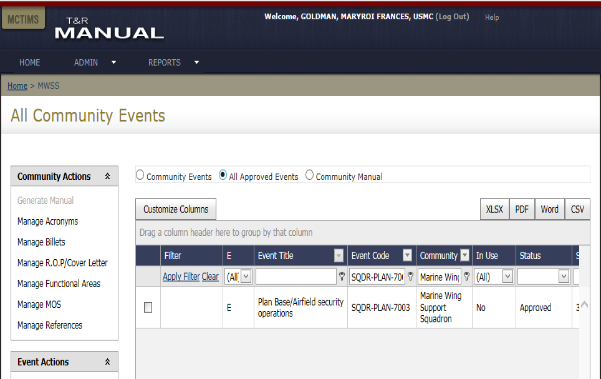 MCTIMS
T&R
MANUAL
Welcome, GOLDMAN, MARYROI FRANCES, USMC (Log Out) Help
HOME ADMIN REPORTS
Home > MWSS
All Community Events
Community Actions
Generate Manual
Manage Acronyms
Manage Billets
Manage R.O.P/Cover Letter
Manage Functional Areas
Manage MOS
Manage References
Event Actions
Community Events All Approved Events Community Manual
Customize Columns XLSX PDF Word CSV
Drag a column header here to group by that column
Filter E Event Title Event Code Community In Use Status S
Apply Filter Clear (All SQDR-PLAN-700 Marine Wing (All)
E Plan Base/Airfield security operations SQDR-PLAN-7003 Marine Wing Support Squadron No Approved 3